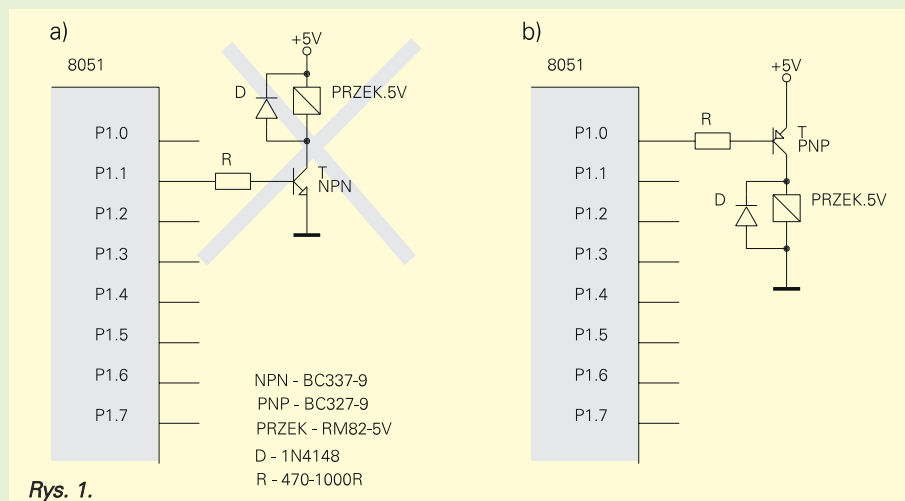 a)
8051
P1.0
P1.1
P1.2
P1.3
P1.4
P1.5
P1.6
P1.7
+5V
D
PRZEK.5V
R
T
NPN
NPN - BC337-9
PNP - BC327-9
PRZEK - RM82-5V
D - 1N4148
R - 470-1000R
Rys. 1.
b)
8051
P1.0
P1.1
P1.2
P1.3
P1.4
P1.5
P1.6
P1.7
+5V
R
T
PNP
D
PRZEK.5V